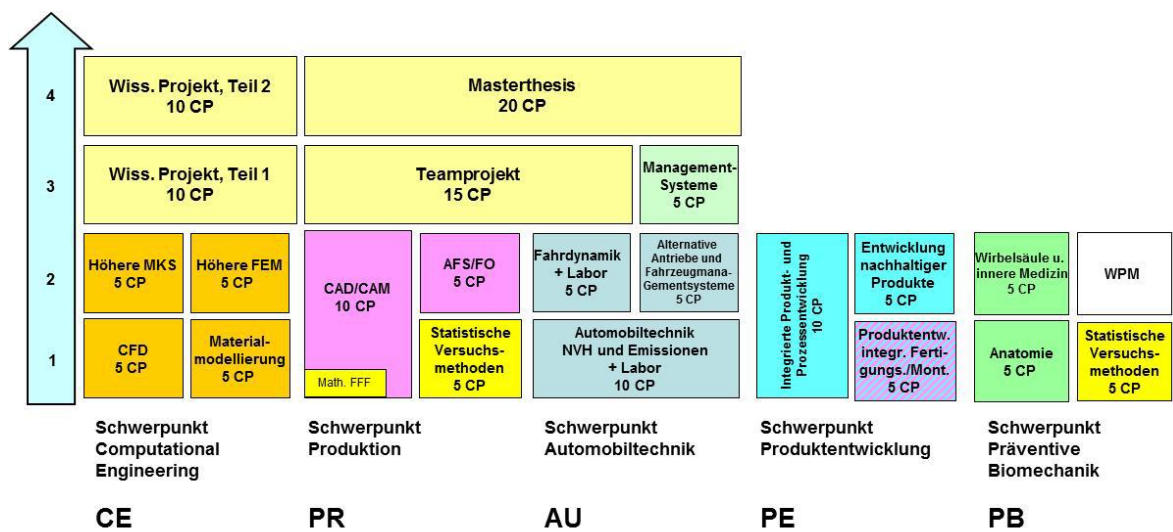 4
Wiss. Projekt, Teil 2
10 CP
Masterthesis
20 CP
3
Wiss. Projekt, Teil 1
10 CP
Teamprojekt
15 CP
Management-
Systeme
5 CP
2
Höhere MKS
5 CP
Höhere FEM
5 CP
CAD/CAM
10 CP
AFS/FO
5 CP
Fahrdynamik
+ Labor
5 CP
Alternative
Antriebe und
Fahrzeugmana-
Gementsysteme
5 CP
Integrierte Produkt- und
Prozessentwicklung
10 CP
Entwicklung
nachhaltiger
Produkte
5 CP
Wirbelsäule u.
innere Medizin
5 CP
WPM
1
CFD
5 CP
Material-
modellierung
5 CP
Math. FFF
Statistische
Versuchs-
methoden
5 CP
Automobiltechnik
NVH und Emissionen
+ Labor
10 CP
Produktentw.
integr. Ferti-
gungs./Mont.
5 CP
Anatomie
5 CP
Statistische
Versuchs-
methoden
5 CP
Schwerpunkt
Computational
Engineering
Schwerpunkt
Produktion
Schwerpunkt
Automobiltechnik
Schwerpunkt
Produktentwicklung
Schwerpunkt
Präventive
Biomechanik
CE
PR
AU
PE
PB